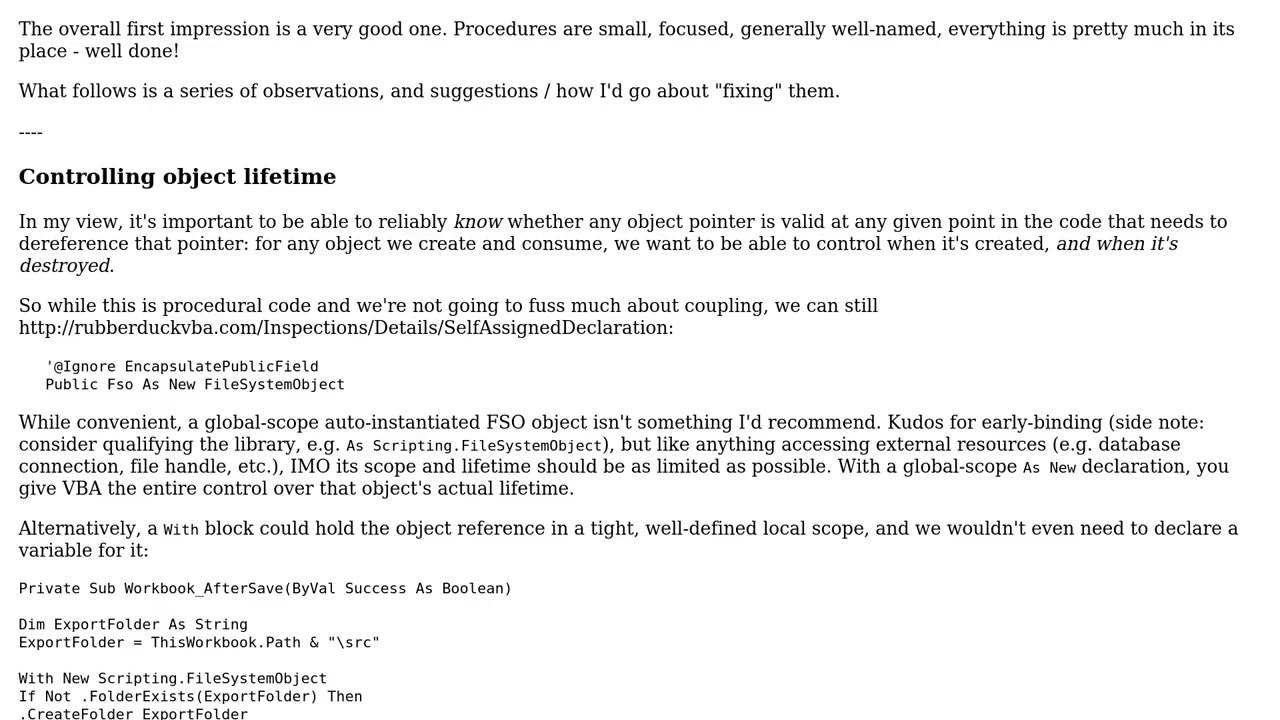 The overall first impression is a very good one. Procedures are small, focused, generally well-named, everything is pretty much in its
place - well done!
What follows is a series of observations, and suggestions / how I'd go about "fixing" them.
----
Controlling object lifetime
In my view, it's important to be able to reliably know whether any object pointer is valid at any given point in the code that needs to
dereference that pointer: for any object we create and consume, we want to be able to control when it's created, and when it's
destroyed.
So while this is procedural code and we're not going to fuss much about coupling, we can still
http://rubberduckvba.com/Inspections/Details/SelfAssignedDeclaration:
'@Ignore EncapsulatePublicField
Public Fso As New FileSystemObject
While convenient, a global-scope auto-instantiated FSO object isn't something I'd recommend. Kudos for early-binding (side note:
consider qualifying the library, e.g. As Scripting.FileSystemObject), but like anything accessing external resources (e.g. database
connection, file handle, etc.), IMO its scope and lifetime should be as limited as possible. With a global-scope As New declaration, you
give VBA the entire control over that object's actual lifetime.
Alternatively, a With block could hold the object reference in a tight, well-defined local scope, and we wouldn't even need to declare a
variable for it:
Private Sub Workbook_AfterSave(ByVal Success As Boolean)
Dim ExportFolder As String
ExportFolder = ThisWorkbook.Path & "\src"
With New Scripting.FileSystemObject
If Not .FolderExists(ExportFolder) Then
.CreateFolder ExportFolder